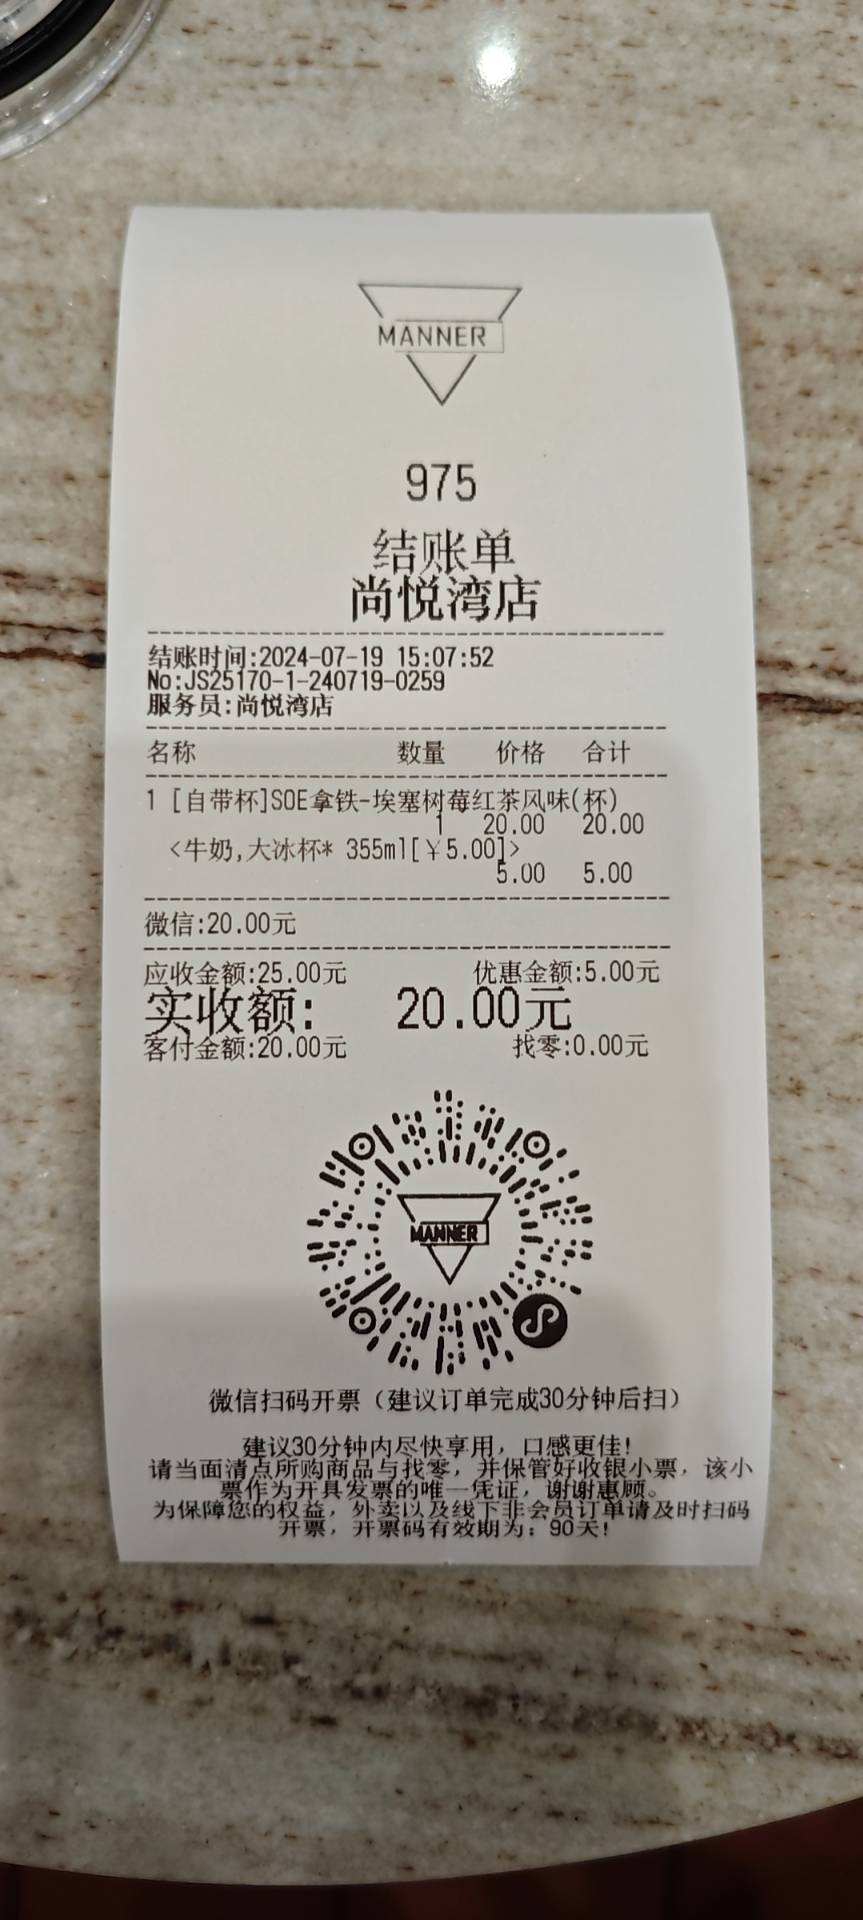 MANNER
975
结账单
尚悦湾店
结账时间:2024-07-19 15:07:52
No:JS25170-1-240719-0259
服务员:尚悦湾店
名称 数量 价格 合计
1 [自带杯]SOE拿铁-埃塞树莓红茶风味(杯)
1 20.00 20.00
<牛奶,大冰杯* 355ml[￥5.00]>
5.00 5.00
微信:20.00元
应收金额:25.00元 优惠金额:5.00元
实收额: 20.00元
客付金额:20.00元 找零:0.00元
MANNER
微信扫码开票（建议订单完成30分钟后扫）
建议30分钟内尽快享用，口感更佳!
请当面清点所购商品与找零，并保管好收银小票，该小
票作为开具发票的唯一凭证，谢谢惠顾。
为保障您的权益，外卖以及线下非会员订单请及时扫码
开票，开票码有效期为：90天!